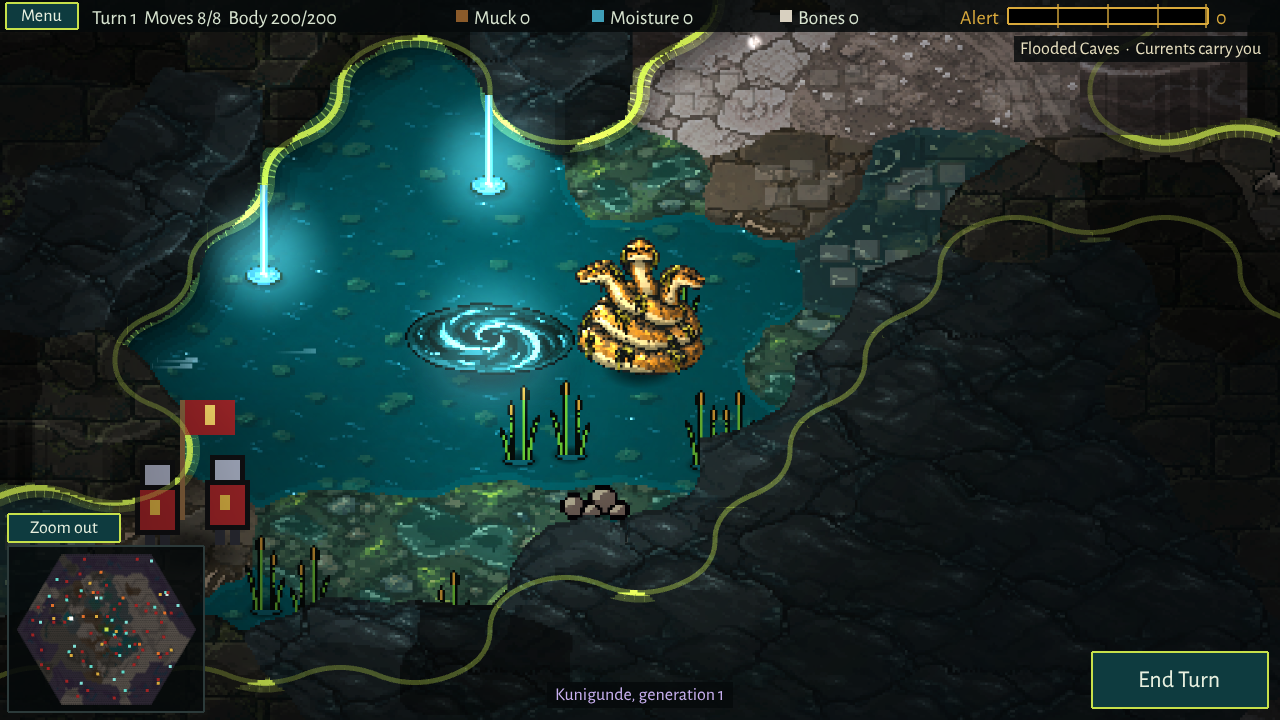 Menu
Turn 1 Moves 8/8 Body 200/200
Muck 0
Moisture 0
Bones 0
Alert 0
Flooded Caves · Currents carry you
Zoom out
Kunigunde, generation 1
End Turn